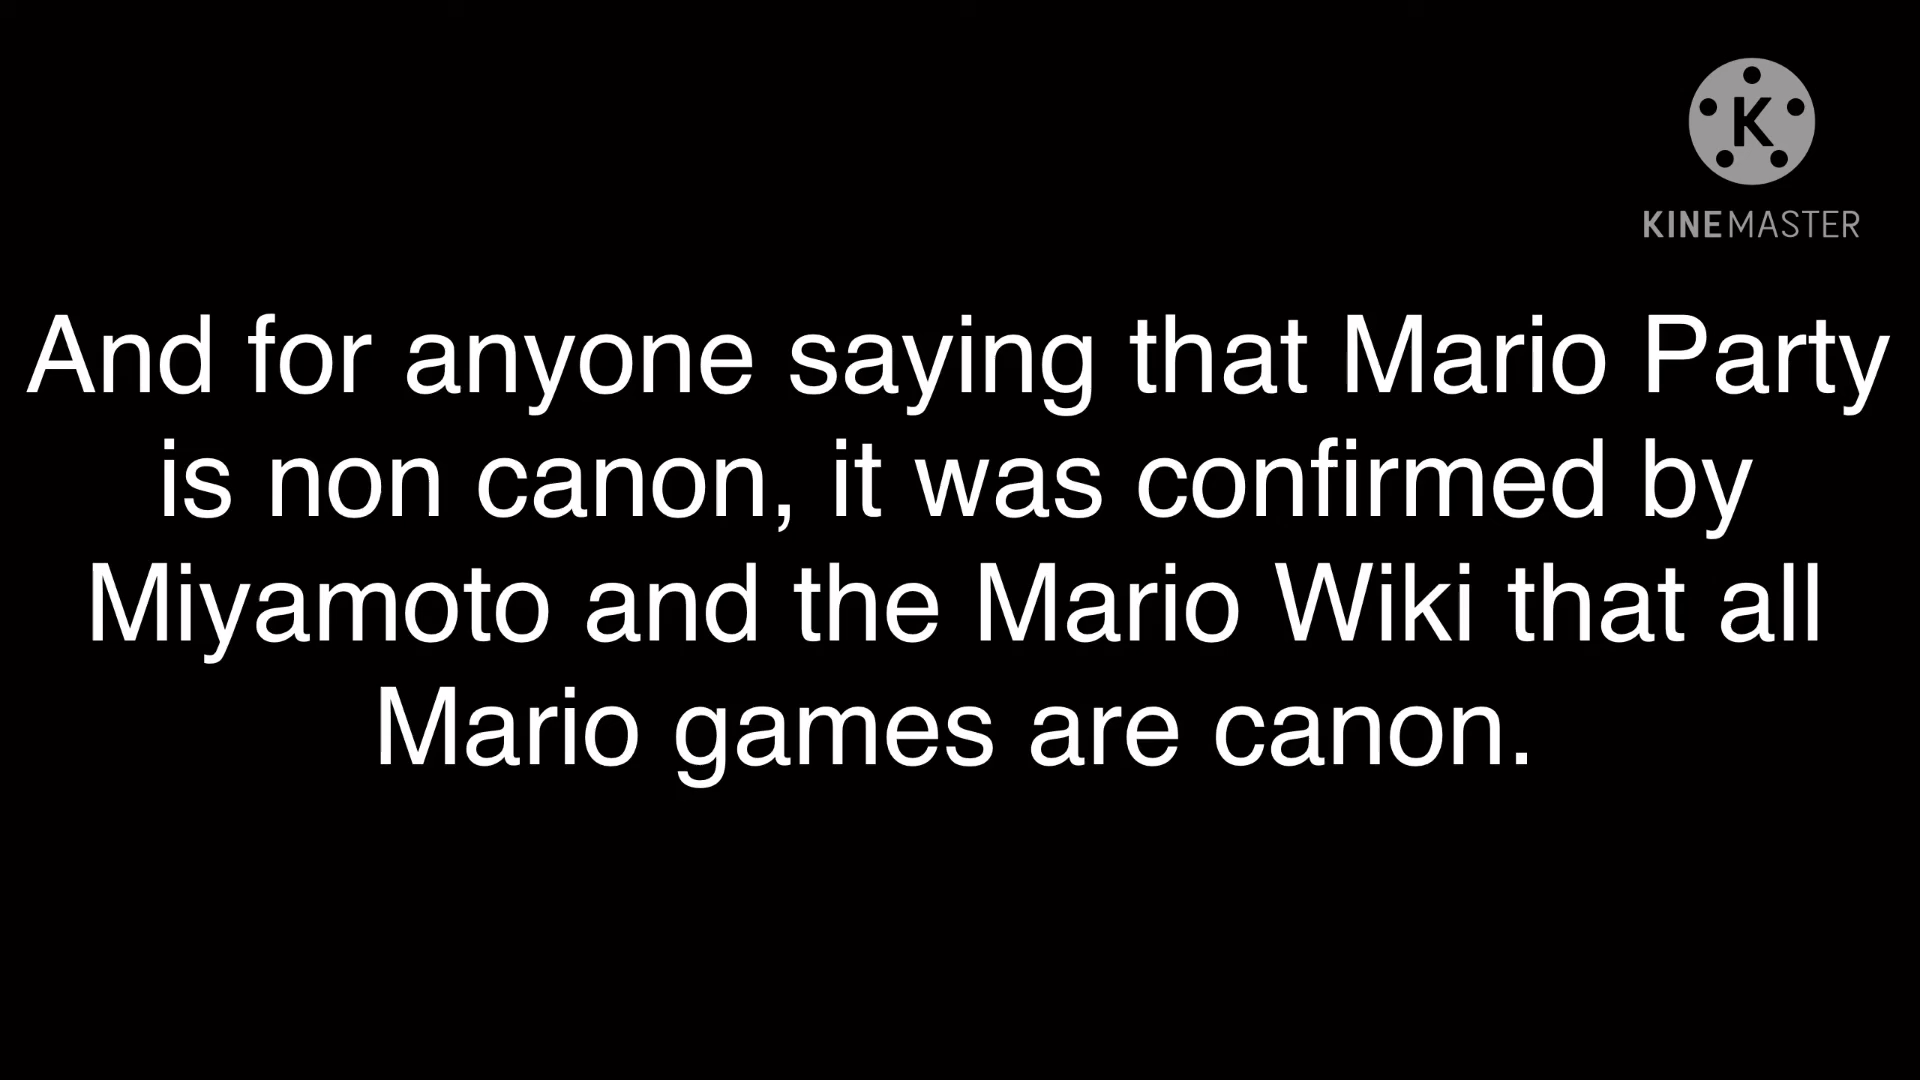 K
KINEMASTER
And for anyone saying that Mario Party
is non canon, it was confirmed by
Miyamoto and the Mario Wiki that all
Mario games are canon.